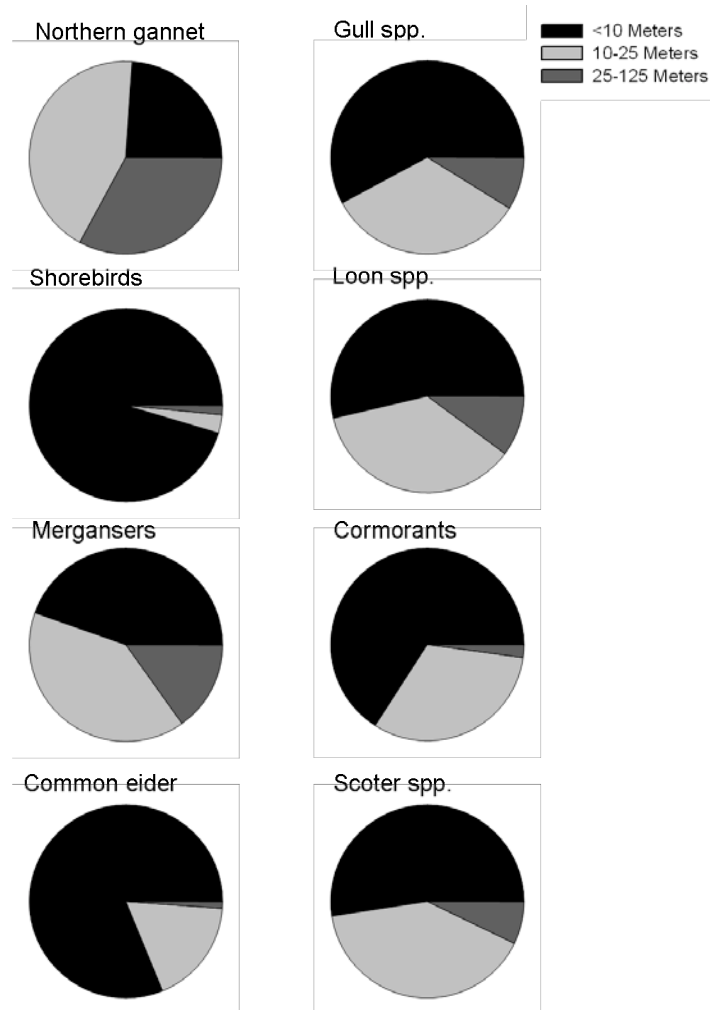 Northern gannet
Gull spp.
<10 Meters
10-25 Meters
25-125 Meters
Shorebirds
Loon spp.
Mergansers
Cormorants
Common eider
Scoter spp.